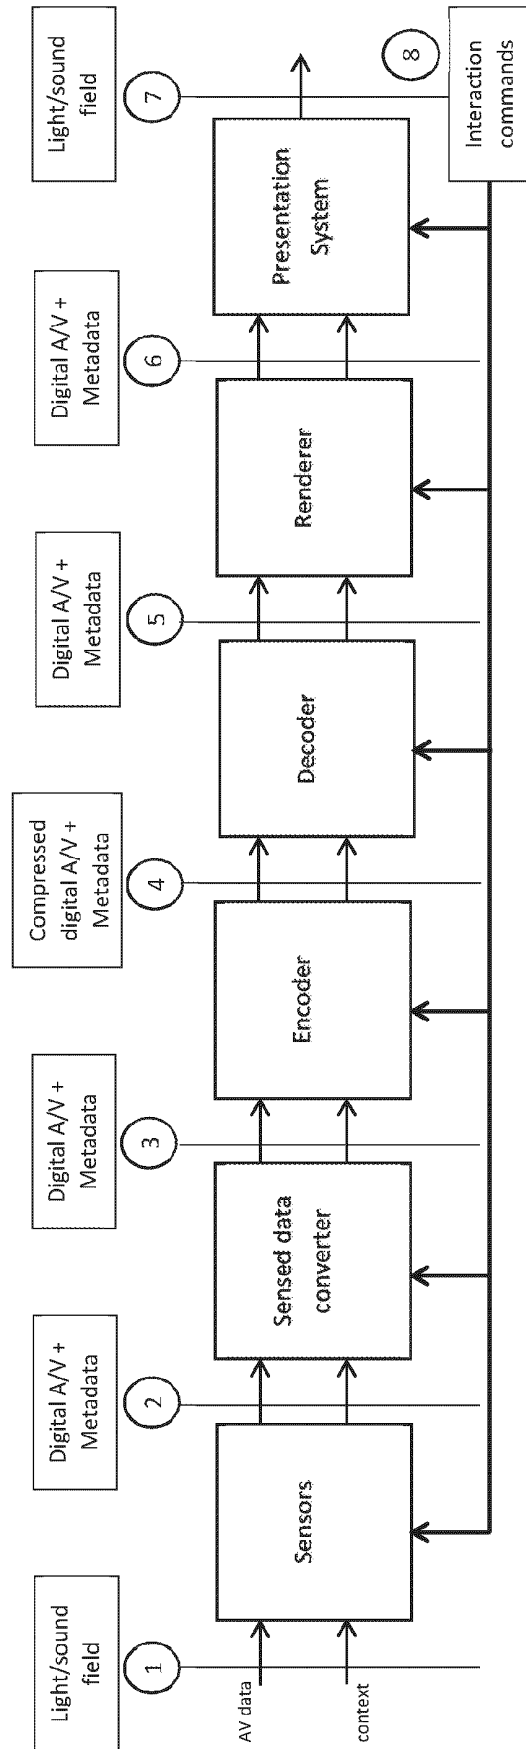 Light/sound
field
Digital A/V +
Metadata
Digital A/V +
Metadata
Compressed
digital A/V +
Metadata
Digital A/V +
Metadata
Digital A/V +
Metadata
Light/sound
field
1
2
3
4
5
6
7
AV data
context
Sensors
Sensed data
converter
Encoder
Decoder
Renderer
Presentation
System
8
Interaction
commands